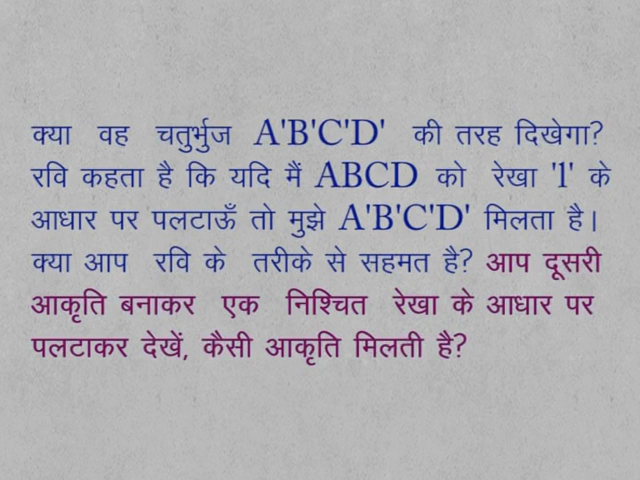 क्या वह चतुर्भुज A'B'C'D' की तरह दिखेगा?
रवि कहता है कि यदि मैं ABCD को रेखा 'l' के
आधार पर पलटाऊँ तो मुझे A'B'C'D' मिलता है।
क्या आप रवि के तरीके से सहमत है? आप दूसरी
आकृति बनाकर एक निश्चित रेखा के आधार पर
पलटाकर देखें, कैसी आकृति मिलती है?